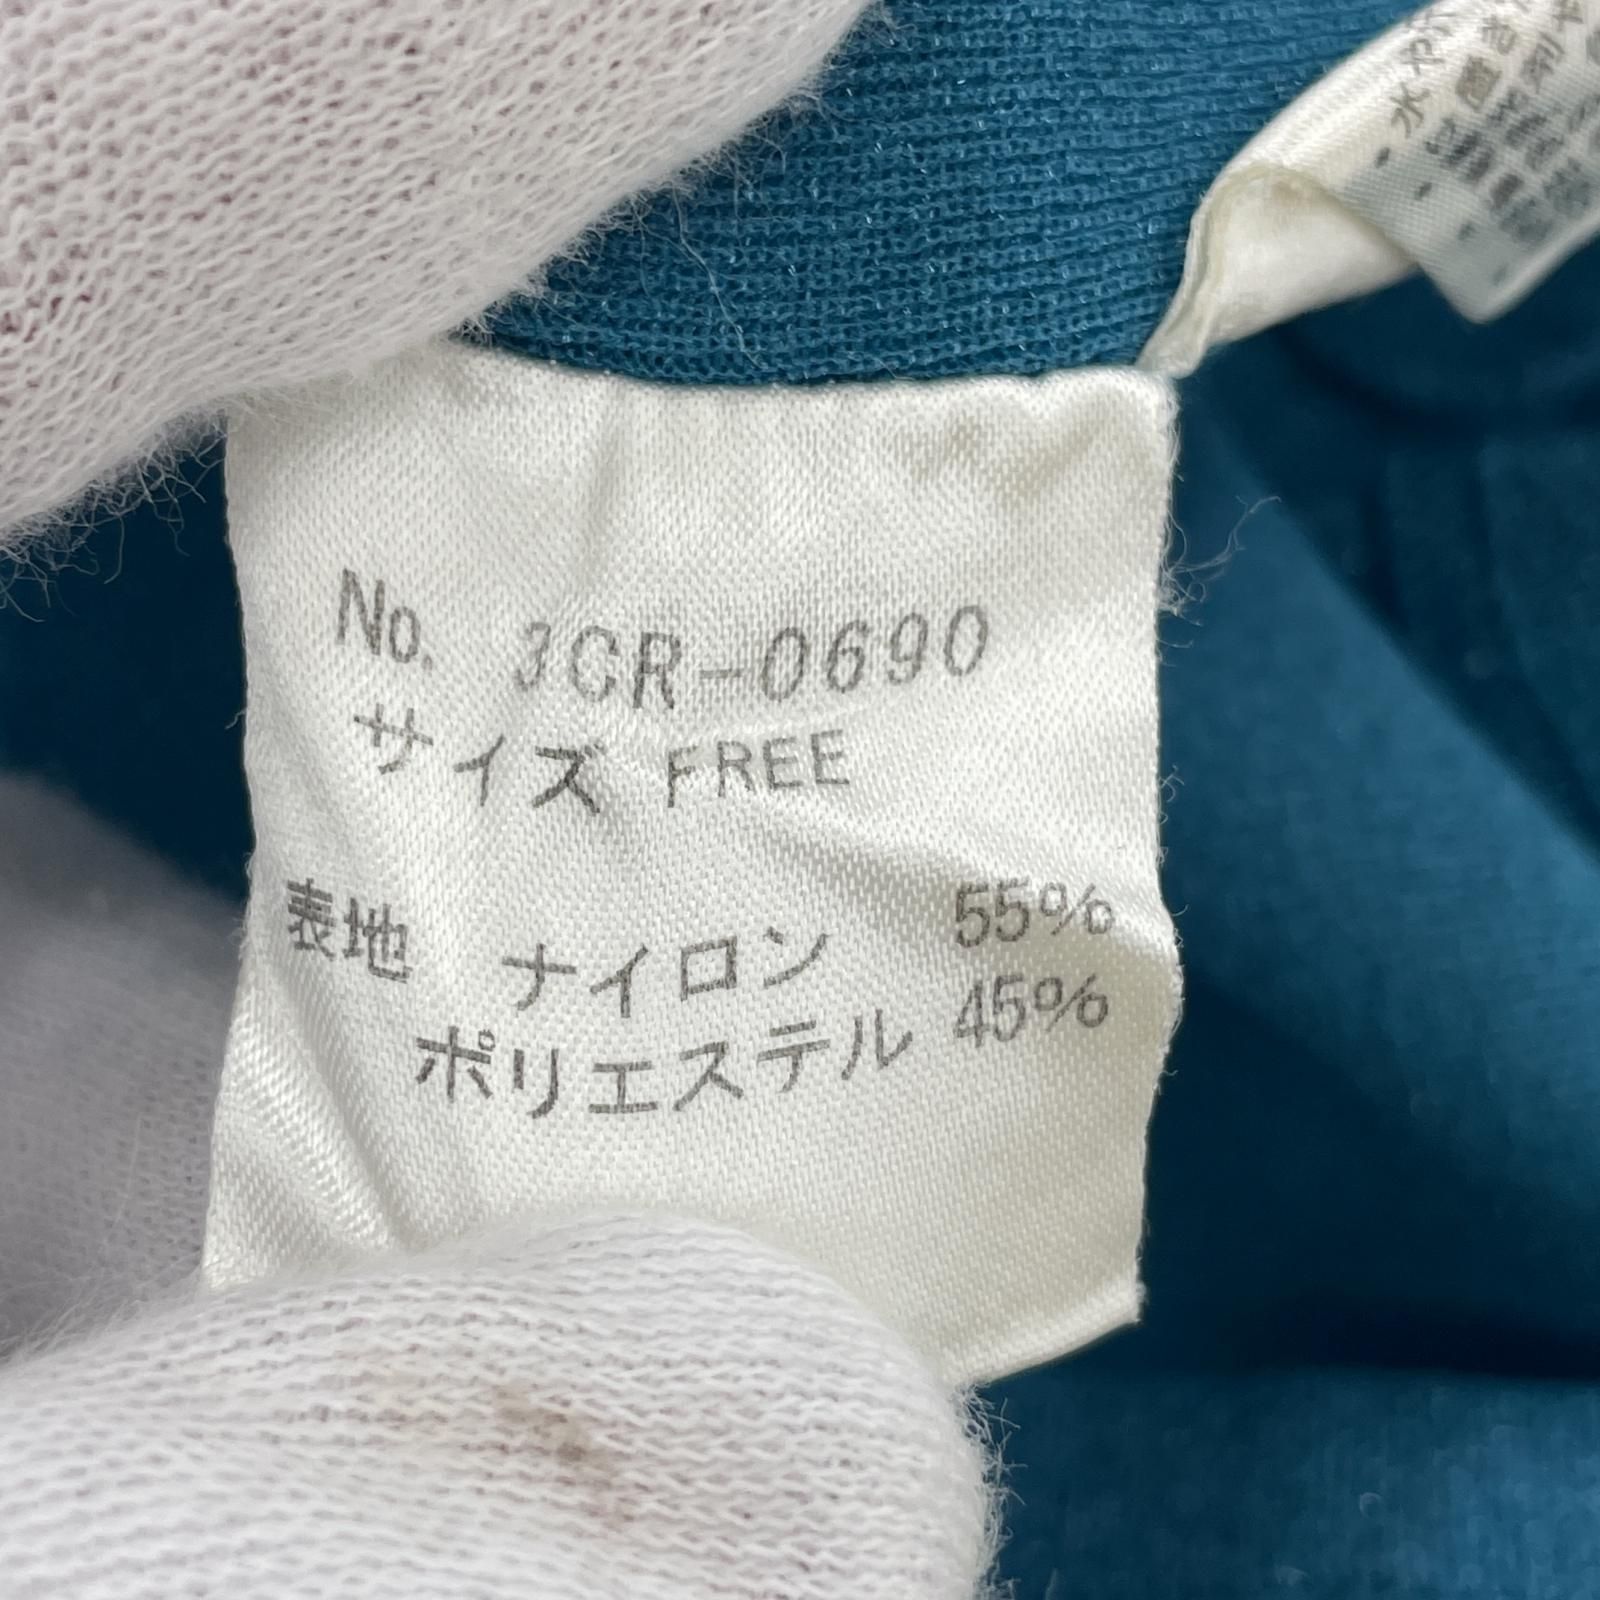 No. 3CR-0690
サイズ FREE
表地 ナイロン 55%
ポリエステル 45%